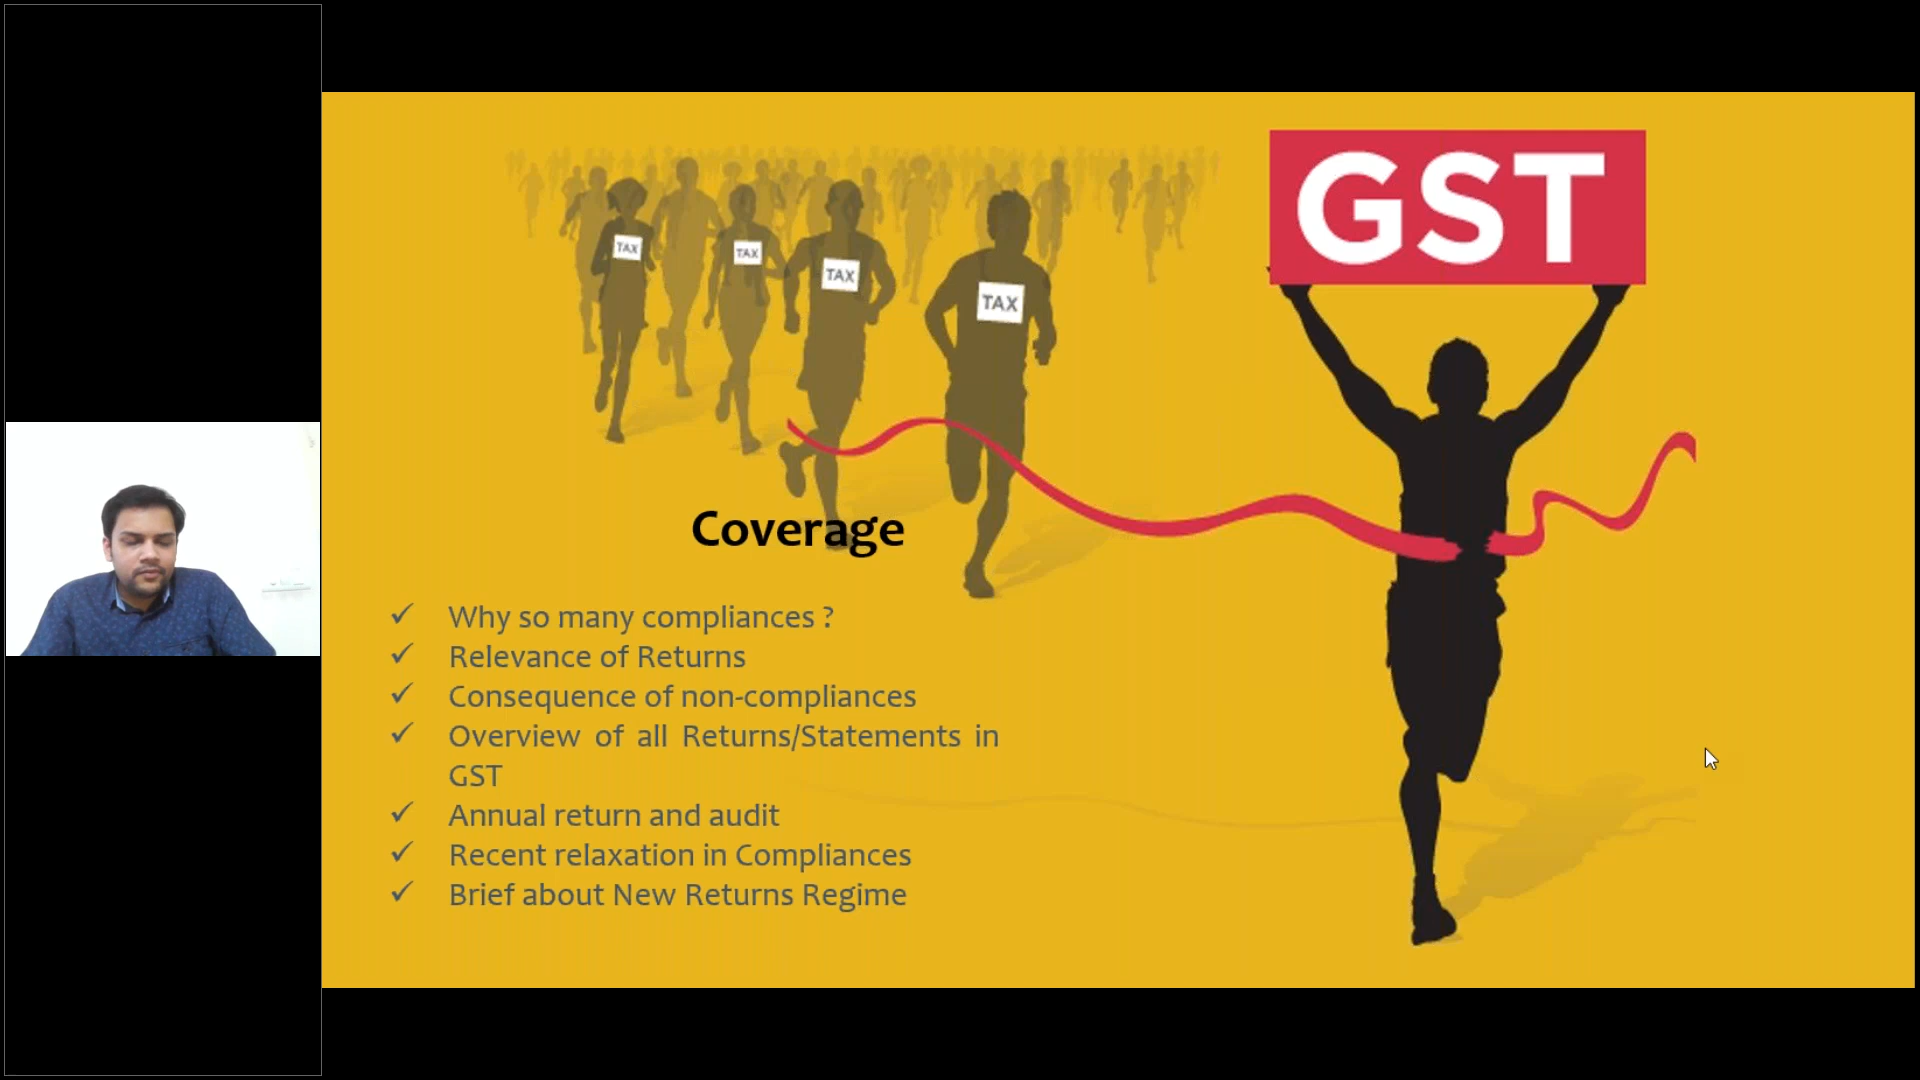 GST
TAX
TAX
TAX
TAX
Coverage
✓ Why so many compliances ?
✓ Relevance of Returns
✓ Consequence of non-compliances
✓ Overview of all Returns/Statements in
GST
✓ Annual return and audit
✓ Recent relaxation in Compliances
✓ Brief about New Returns Regime